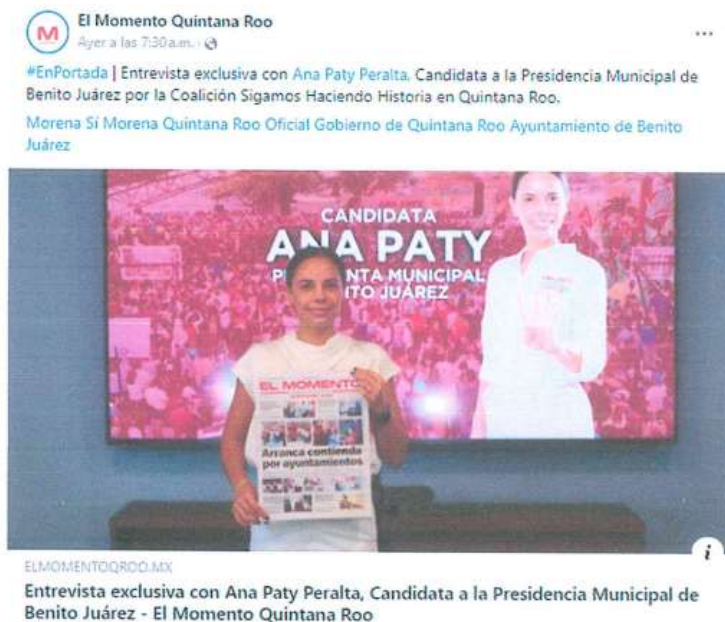 El Momento Quintana Roo
Ayer a las 7:30 a.m. ·
#EnPortada | Entrevista exclusiva con Ana Paty Peralta, Candidata a la Presidencia Municipal de
Benito Juárez por la Coalición Sigamos Haciendo Historia en Quintana Roo.
Morena Sí Morena Quintana Roo Oficial Gobierno de Quintana Roo Ayuntamiento de Benito
Juárez
CANDIDATA
ANA PATY
NTA MUNICIPAL
ITO JUÁREZ
EL MOMENTO
Arranca contienda
por ayuntamientos
ELMOMENTOQROO.MX
Entrevista exclusiva con Ana Paty Peralta, Candidata a la Presidencia Municipal de
Benito Juárez - El Momento Quintana Roo